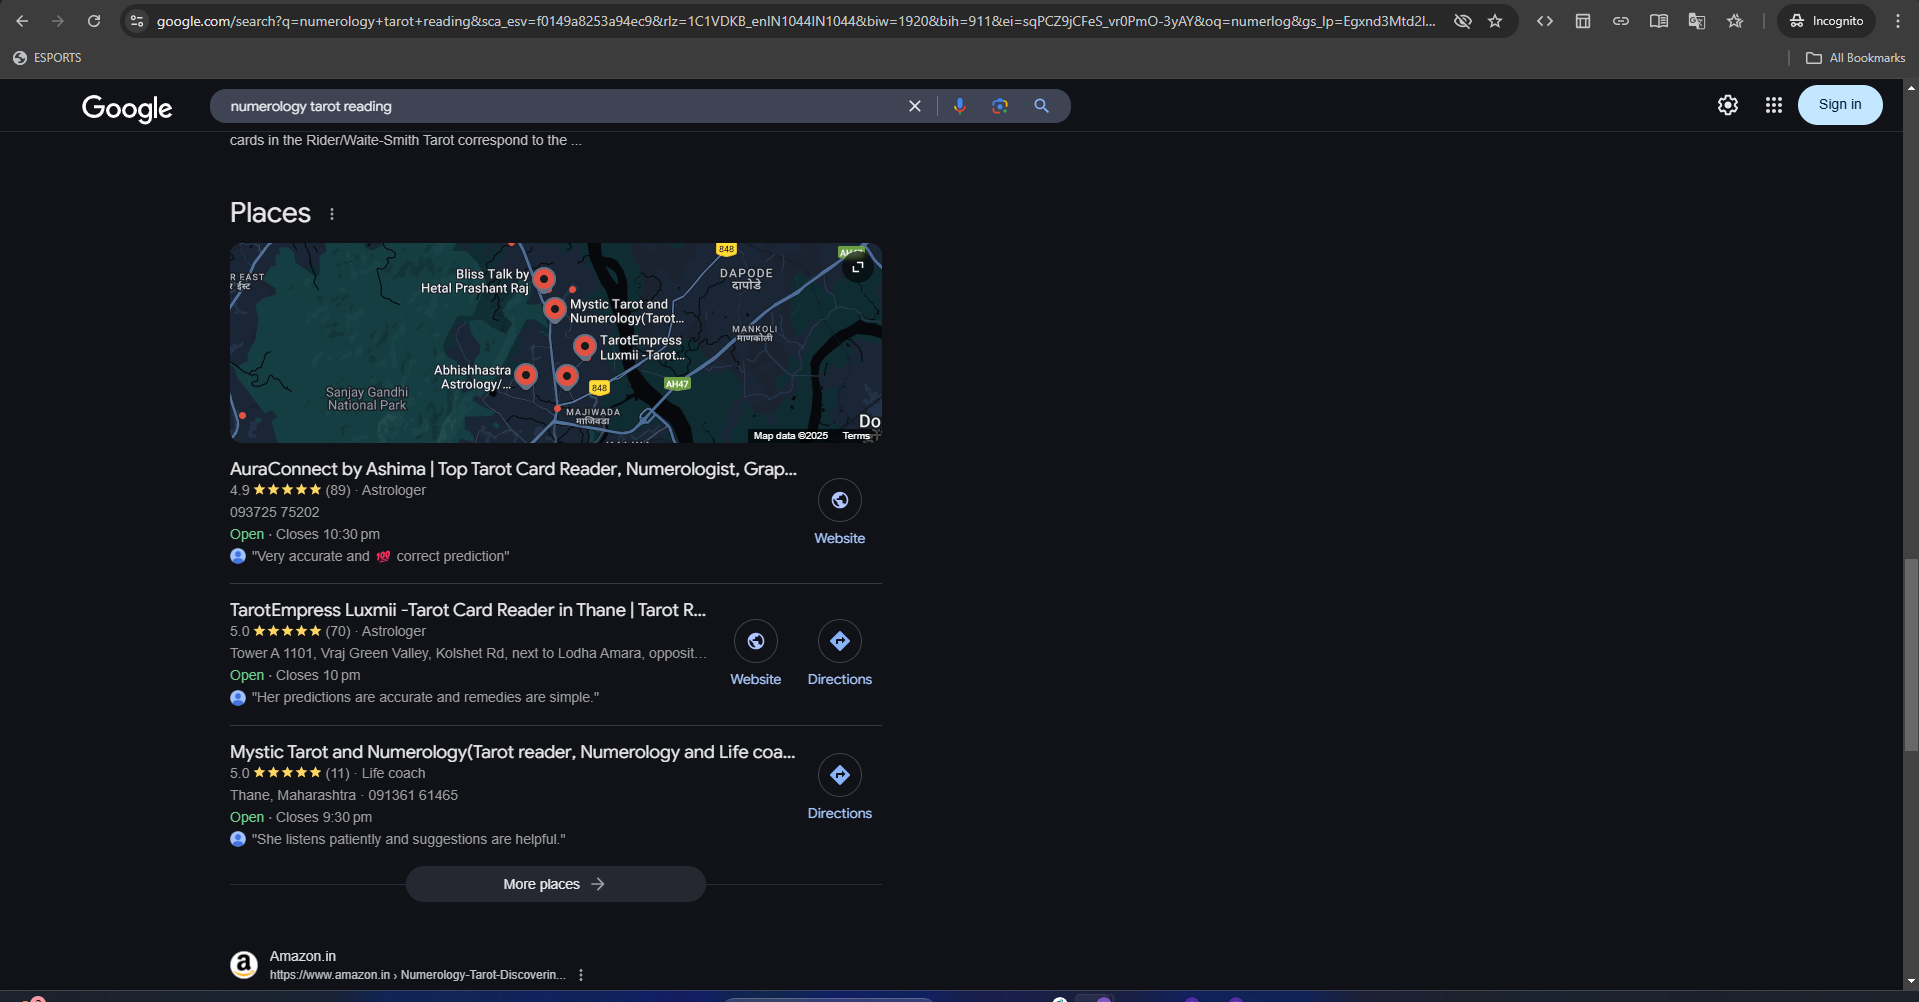 google.com/search?q=numerology+tarot+reading&sca_esv=f0149a8253a94ec9&rlz=1C1VDKB_enIN1044IN1044&biw=1920&bih=911&ei=sqPCZ9jCFeS_vr0PmO-3yAY&oq=numerlog&gs_lp=Egxnd3Mtd2l...
Incognito
ESPORTS
All Bookmarks
Google
numerology tarot reading
Sign in
cards in the Rider/Waite-Smith Tarot correspond to the ...
Places
R EAST
र ईस्ट
Bliss Talk by
Hetal Prashant Raj
848
DAPODE
दापोडे
Mystic Tarot and
Numerology(Tarot...
MANKOLI
माणकोली
TarotEmpress
Luxmii -Tarot...
Abhishhastra
Astrology/...
848
AH47
Sanjay Gandhi
National Park
MAJIWADA
माजिवडा
Do
Map data ©2025
Terms
AuraConnect by Ashima | Top Tarot Card Reader, Numerologist, Grap...
4.9 ★★★★★ (89) · Astrologer
093725 75202
Open · Closes 10:30 pm
Website
"Very accurate and 💯 correct prediction"
TarotEmpress Luxmii -Tarot Card Reader in Thane | Tarot R...
5.0 ★★★★★ (70) · Astrologer
Tower A 1101, Vraj Green Valley, Kolshet Rd, next to Lodha Amara, opposit...
Open · Closes 10 pm
Website
Directions
"Her predictions are accurate and remedies are simple."
Mystic Tarot and Numerology(Tarot reader, Numerology and Life coa...
5.0 ★★★★★ (11) · Life coach
Thane, Maharashtra · 091361 61465
Open · Closes 9:30 pm
Directions
"She listens patiently and suggestions are helpful."
More places →
Amazon.in
https://www.amazon.in › Numerology-Tarot-Discoverin...